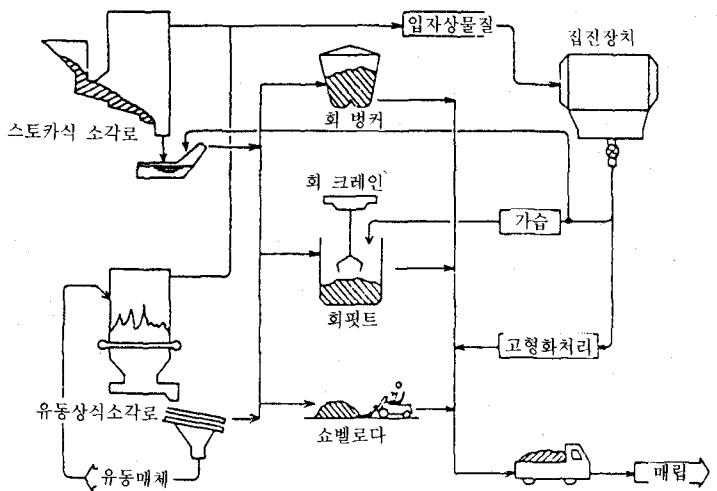 입자상물질
집진장치
스토카식 소각로
회 벙커
회 크레인
가습
회핏트
고형화처리
유동상식소각로
쇼벨로다
유동매체
매립